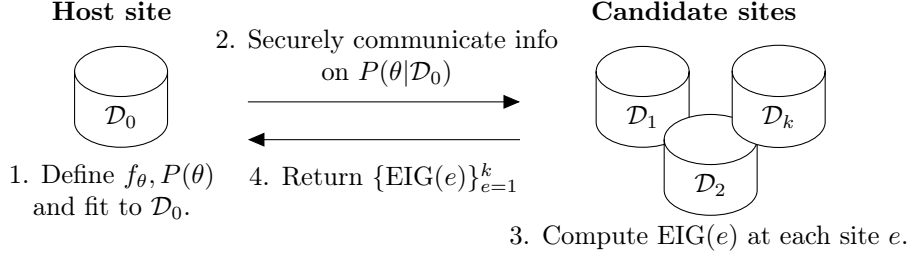 Host site
Candidate sites
2. Securely communicate info
on P(θ|𝒟₀)
𝒟₀
𝒟₁
𝒟ₖ
𝒟₂
1. Define f_θ, P(θ)
and fit to 𝒟₀.
4. Return {EIG(e)}ᵏₑ₌₁
3. Compute EIG(e) at each site e.